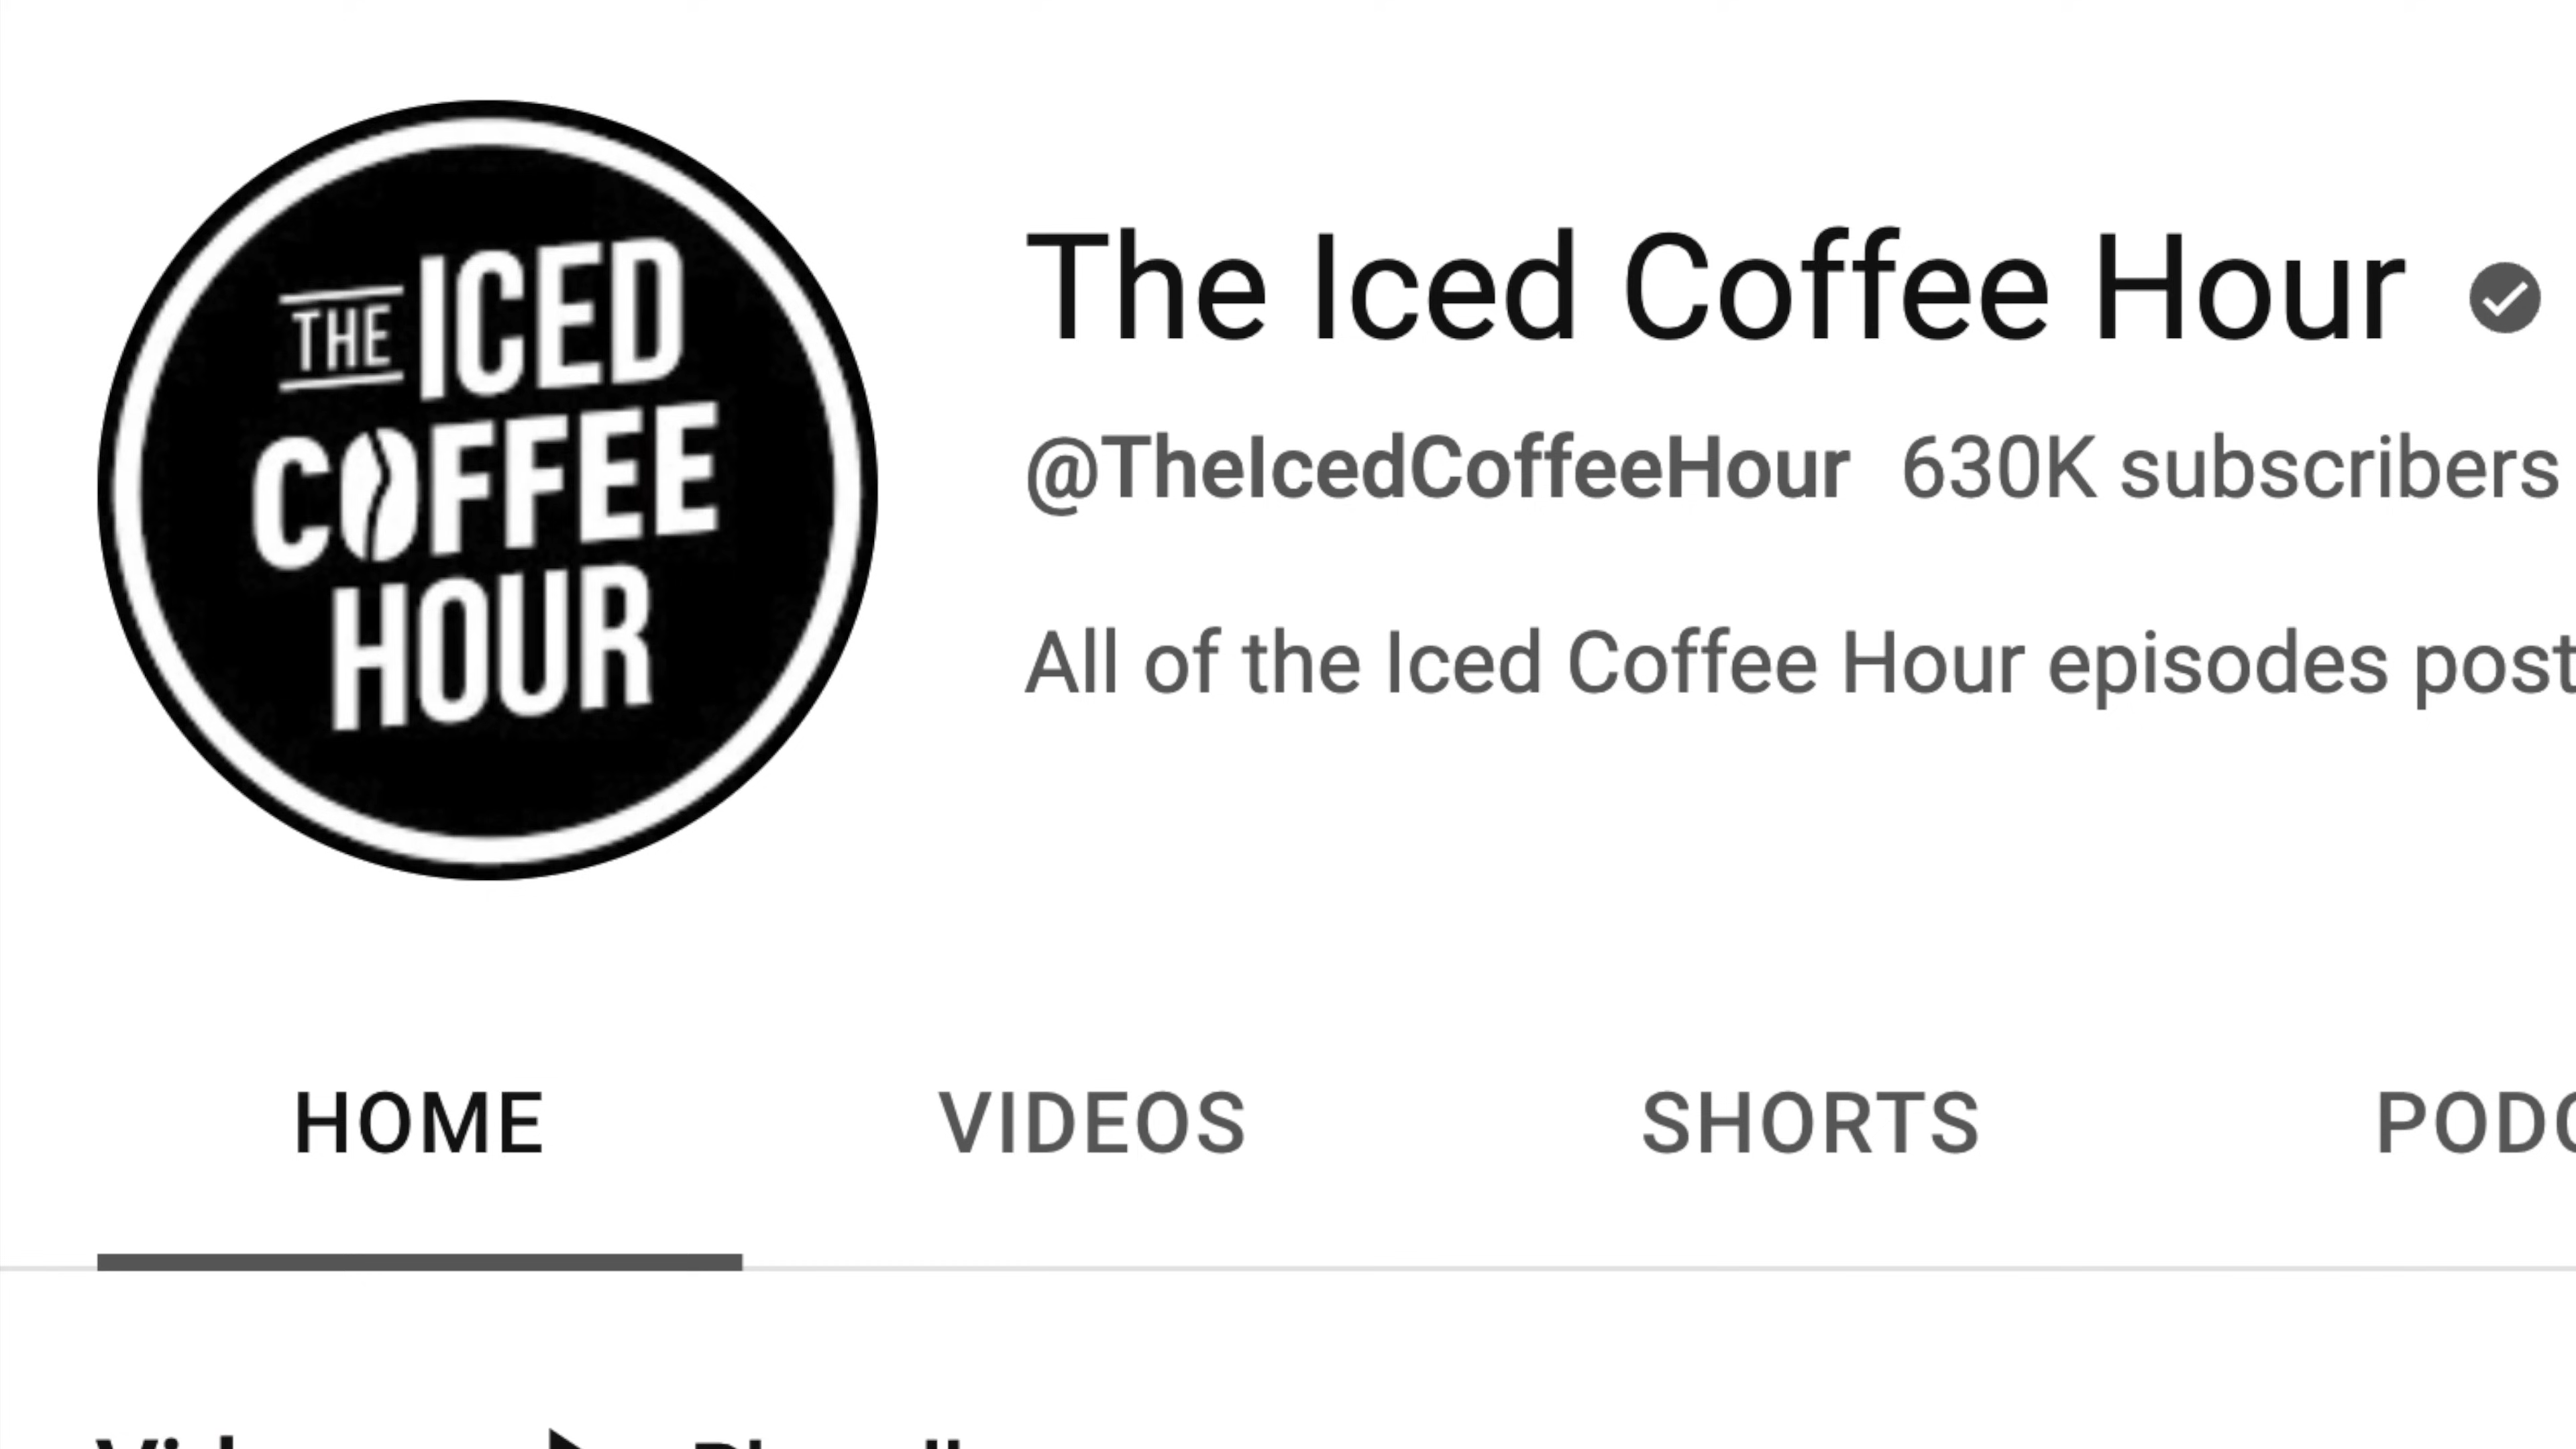 THE ICED
COFFEE
HOUR
The Iced Coffee Hour
@TheIcedCoffeeHour 630K subscribers
All of the Iced Coffee Hour episodes post
HOME VIDEOS SHORTS PODC